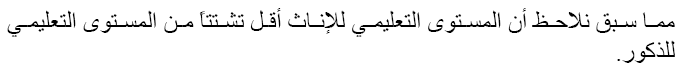 مما سبق نلاحظ أن المستوى التعليمي للإناث أقل تشتتاً من المستوى التعليمي
للذكور.